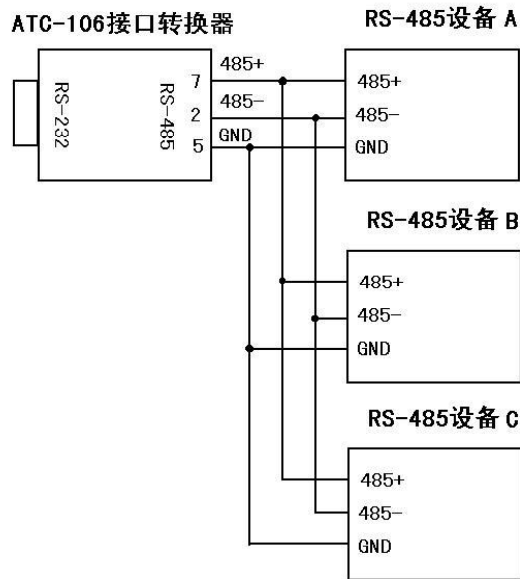 ATC-106接口转换器
RS-232
RS-485
7
2
5
485+
485-
GND
RS-485设备 A
485+
485-
GND
RS-485设备 B
485+
485-
GND
RS-485设备 C
485+
485-
GND